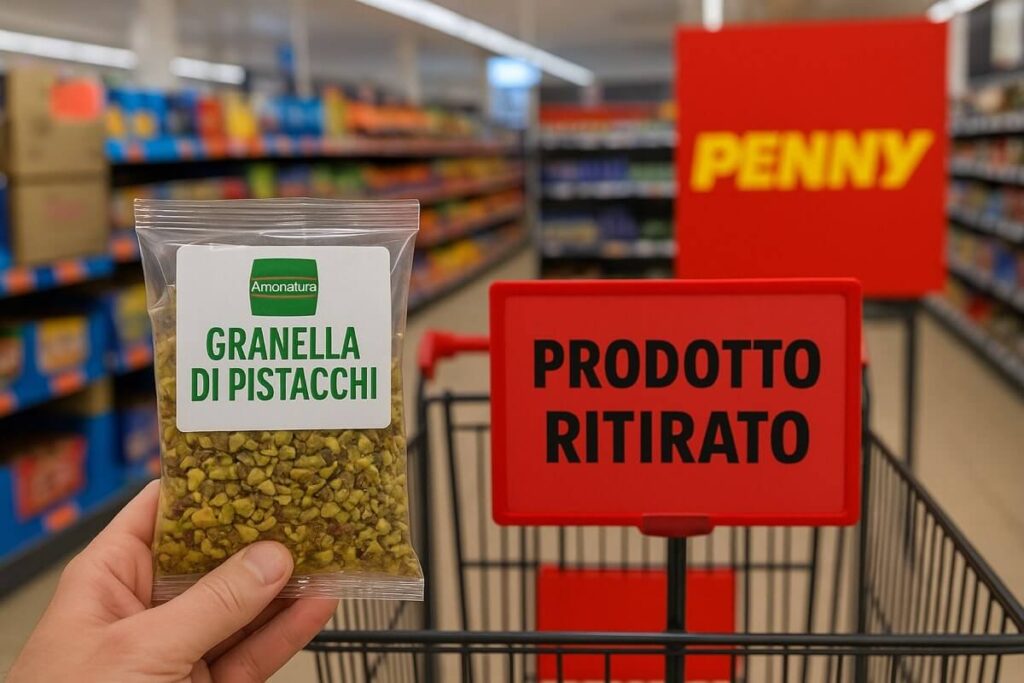 Amonatura
GRANELLA
DI PISTACCHI
PENNY
PRODOTTO
RITIRATO